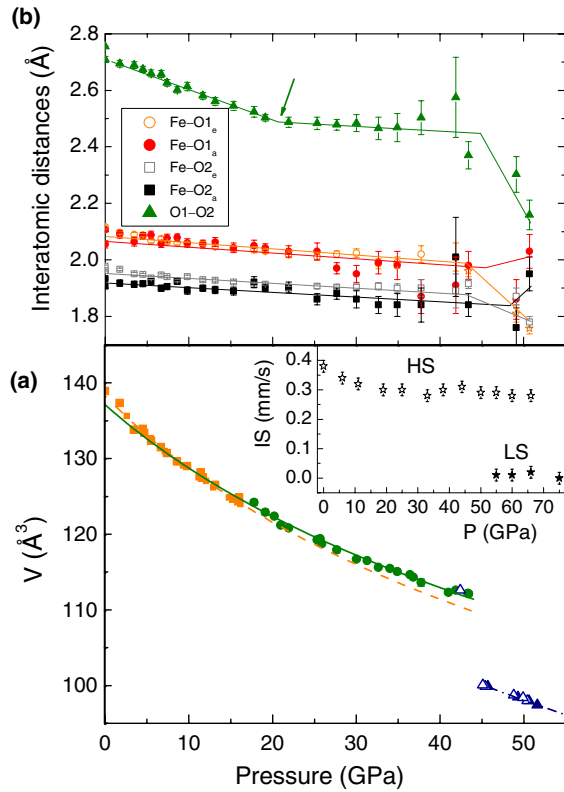 (b)
2.8
2.6
2.4
2.2
2.0
1.8
Interatomic distances (Å)
Fe–O1e
Fe–O1a
Fe–O2e
Fe–O2a
O1–O2
(a)
140
130
120
110
100
V (Å3)
0.4
0.3
0.2
0.1
0.0
IS (mm/s)
HS
LS
0 10 20 30 40 50 60 70
P (GPa)
0 10 20 30 40 50
Pressure (GPa)